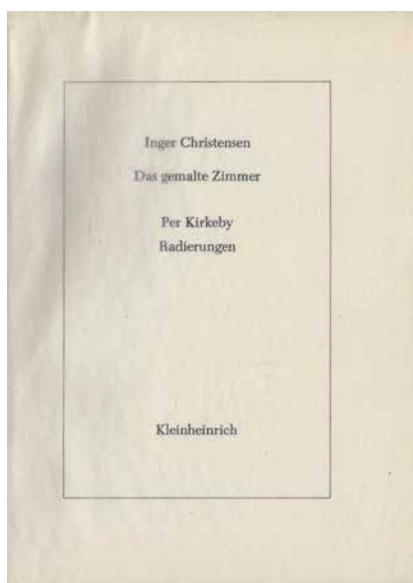 Inger Christensen
Das gemalte Zimmer
Per Kirkeby
Radierungen
Kleinheinrich